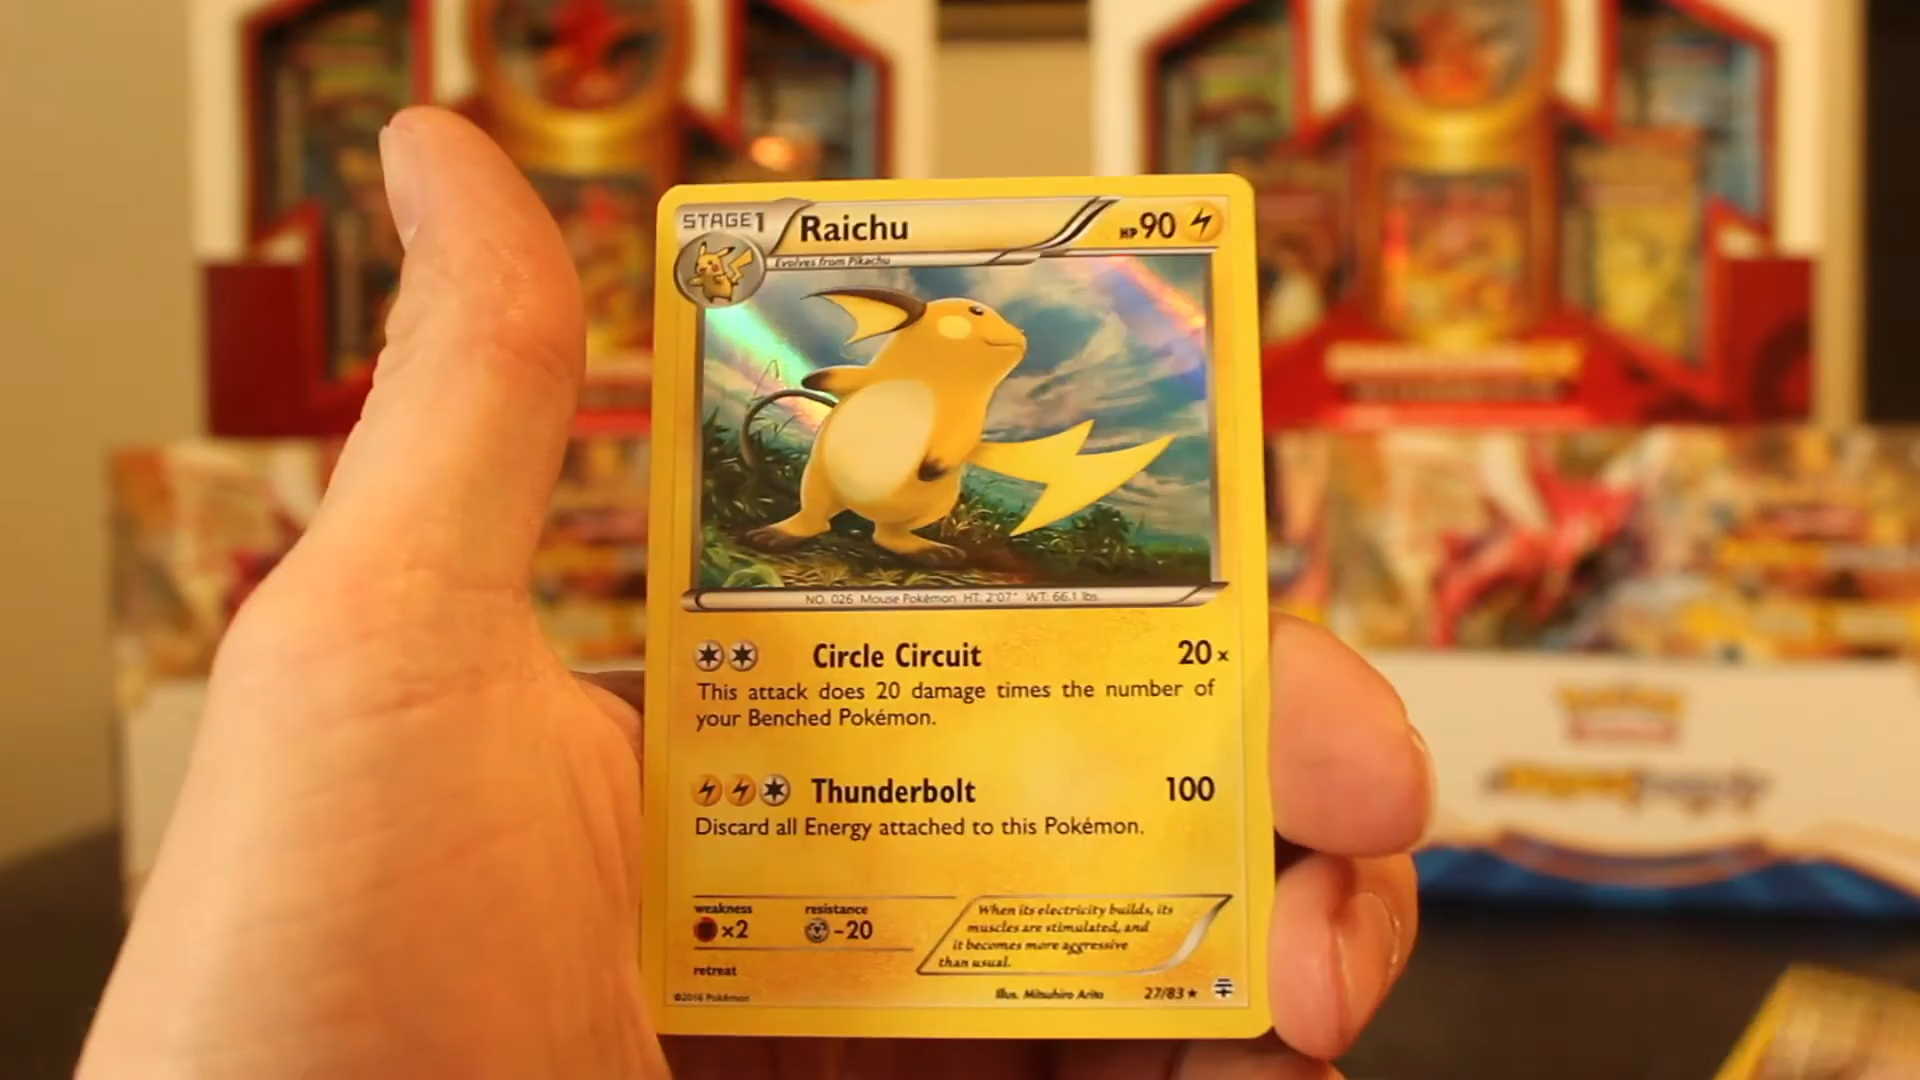 STAGE1 Raichu HP90
Evolves from Pikachu
NO. 026 Mouse Pokémon HT: 2'07" WT: 66.1 lbs.
Circle Circuit 20x
This attack does 20 damage times the number of
your Benched Pokémon.
Thunderbolt 100
Discard all Energy attached to this Pokémon.
weakness resistance
x2 -20
retreat
When its electricity builds, its
muscles are stimulated, and
it becomes more aggressive
than usual.
©2016 Pokémon Illus. Mitsuhiro Arita 27/83★